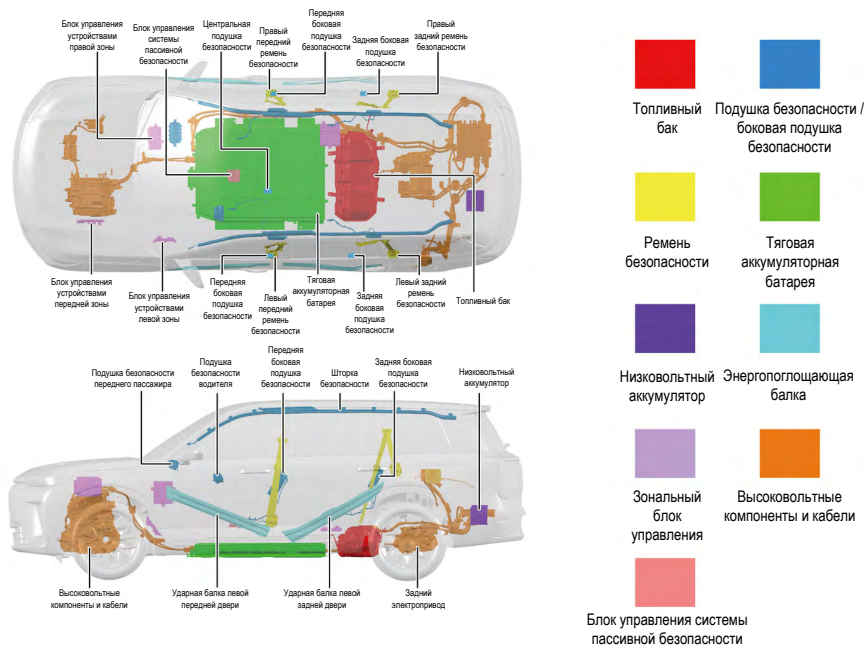 Блок управления
устройствами
правой зоны
Блок управления
системы
пассивной
безопасности
Центральная
подушка
безопасности
Правый
передний
ремень
безопасности
Передняя
боковая
подушка
безопасности
Задняя боковая
подушка
безопасности
Правый
задний ремень
безопасности
Блок управления
устройствами
передней зоны
Блок управления
устройствами
левой зоны
Передняя
боковая
подушка
безопасности
Левый
передний
ремень
безопасности
Тяговая
аккумуляторная
батарея
Задняя
боковая
подушка
безопасности
Левый задний
ремень
безопасности
Топливный бак
Подушка безопасности
переднего пассажира
Подушка
безопасности
водителя
Передняя
боковая
подушка
безопасности
Шторка
безопасности
Задняя боковая
подушка
безопасности
Низковольтный
аккумулятор
Высоковольтные
компоненты и кабели
Ударная балка левой
передней двери
Ударная балка левой
задней двери
Задний
электропривод
Топливный
бак
Подушка безопасности /
боковая подушка
безопасности
Ремень
безопасности
Тяговая
аккумуляторная
батарея
Низковольтный
аккумулятор
Энергопоглощающая
балка
Зональный
блок
управления
Высоковольтные
компоненты и кабели
Блок управления системы
пассивной безопасности